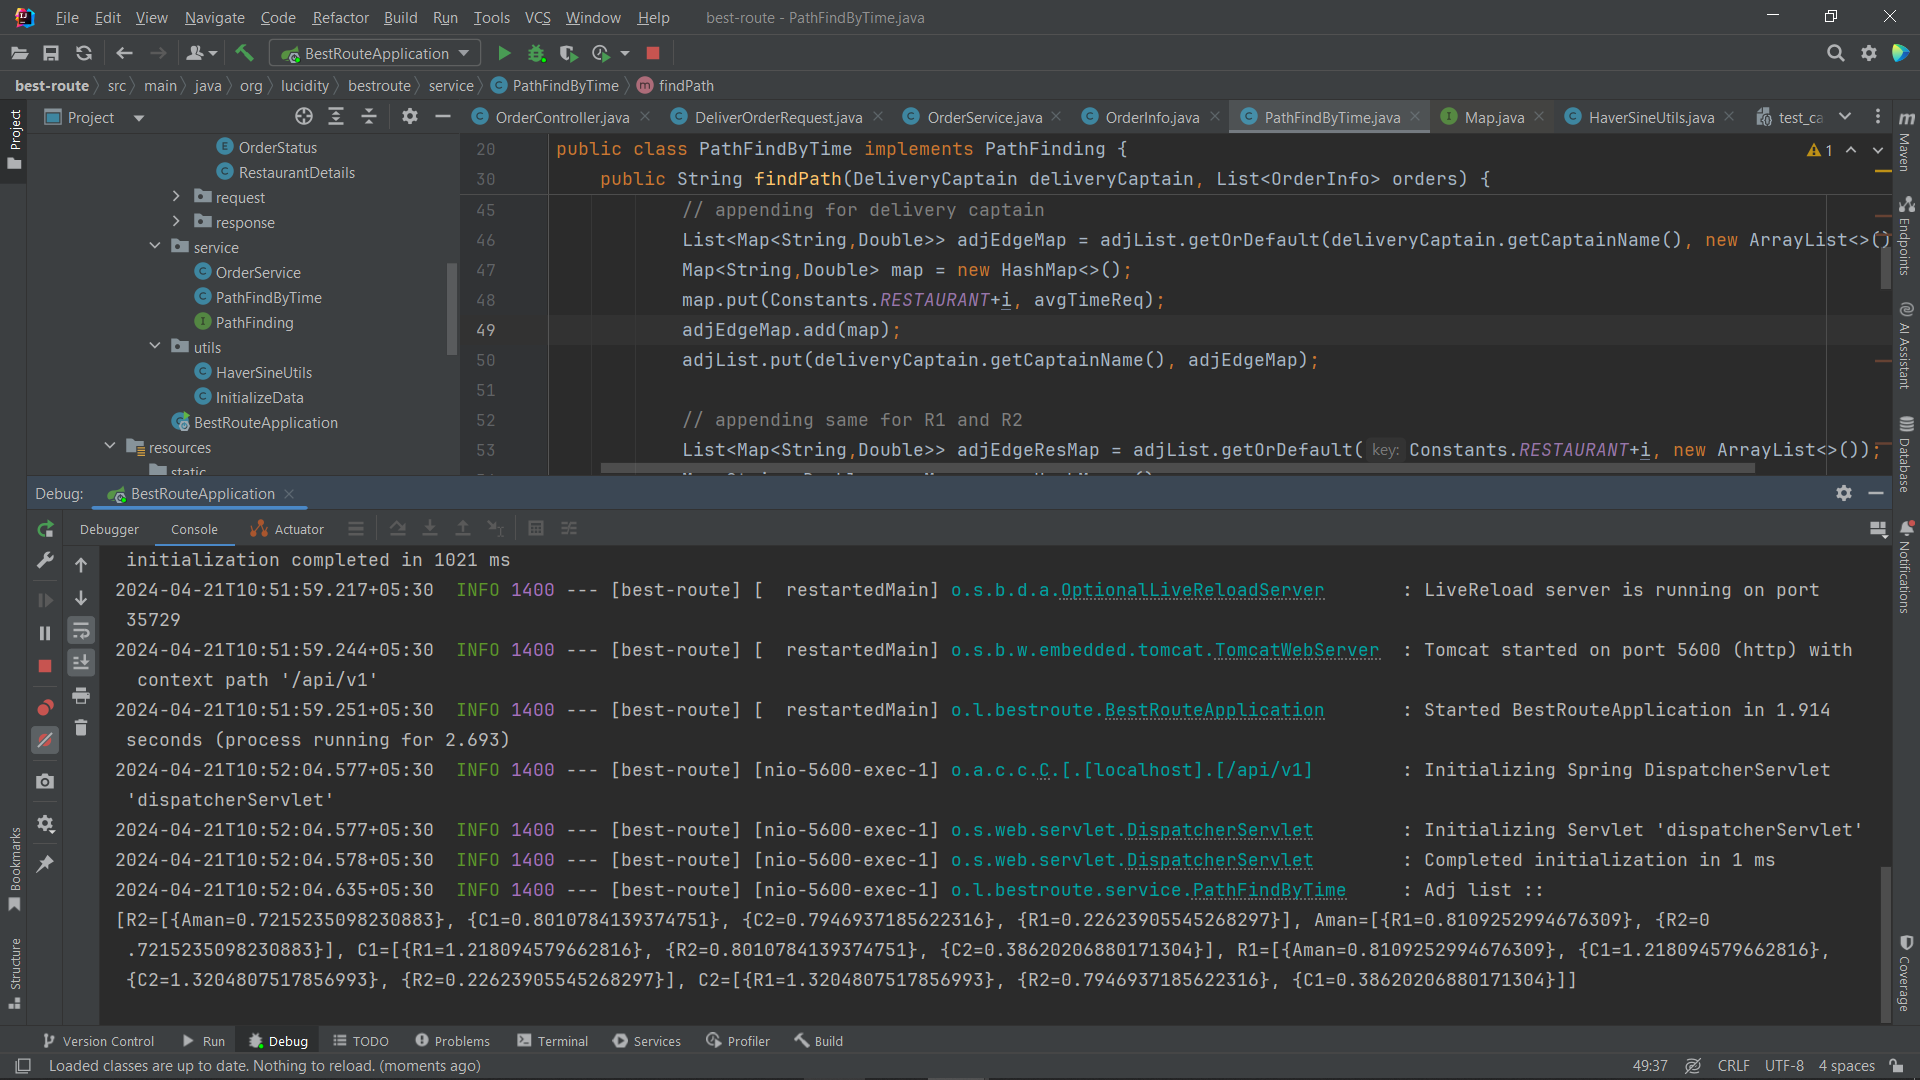 File Edit View Navigate Code Refactor Build Run Tools VCS Window Help best-route - PathFindByTime.java
BestRouteApplication
best-route src main java org lucidity bestroute service PathFindByTime findPath
Project
OrderController.java DeliverOrderRequest.java OrderService.java OrderInfo.java PathFindByTime.java Map.java HaverSineUtils.java test_ca
Project
OrderStatus
RestaurantDetails
request
response
service
OrderService
PathFindByTime
PathFinding
utils
HaverSineUtils
InitializeData
BestRouteApplication
resources
static
20 public class PathFindByTime implements PathFinding {
1
30 public String findPath(DeliveryCaptain deliveryCaptain, List<OrderInfo> orders) {
45 // appending for delivery captain
46 List<Map<String,Double>> adjEdgeMap = adjList.getOrDefault(deliveryCaptain.getCaptainName(), new ArrayList<>()
47 Map<String,Double> map = new HashMap<>();
48 map.put(Constants.RESTAURANT+i, avgTimeReq);
49 adjEdgeMap.add(map);
50 adjList.put(deliveryCaptain.getCaptainName(), adjEdgeMap);
51
52 // appending same for R1 and R2
53 List<Map<String,Double>> adjEdgeResMap = adjList.getOrDefault( key: Constants.RESTAURANT+i, new ArrayList<>());
Maven
Endpoints
AI Assistant
Database
Notifications
Coverage
Debug: BestRouteApplication
Debugger Console Actuator
initialization completed in 1021 ms
2024-04-21T10:51:59.217+05:30 INFO 1400 --- [best-route] [ restartedMain] o.s.b.d.a.OptionalLiveReloadServer : LiveReload server is running on port
35729
2024-04-21T10:51:59.244+05:30 INFO 1400 --- [best-route] [ restartedMain] o.s.b.w.embedded.tomcat.TomcatWebServer : Tomcat started on port 5600 (http) with
context path '/api/v1'
2024-04-21T10:51:59.251+05:30 INFO 1400 --- [best-route] [ restartedMain] o.l.bestroute.BestRouteApplication : Started BestRouteApplication in 1.914
seconds (process running for 2.693)
2024-04-21T10:52:04.577+05:30 INFO 1400 --- [best-route] [nio-5600-exec-1] o.a.c.c.C.[.[localhost].[/api/v1] : Initializing Spring DispatcherServlet
'dispatcherServlet'
2024-04-21T10:52:04.577+05:30 INFO 1400 --- [best-route] [nio-5600-exec-1] o.s.web.servlet.DispatcherServlet : Initializing Servlet 'dispatcherServlet'
2024-04-21T10:52:04.578+05:30 INFO 1400 --- [best-route] [nio-5600-exec-1] o.s.web.servlet.DispatcherServlet : Completed initialization in 1 ms
2024-04-21T10:52:04.635+05:30 INFO 1400 --- [best-route] [nio-5600-exec-1] o.l.bestroute.service.PathFindByTime : Adj list ::
[R2=[{Aman=0.7215235098230883}, {C1=0.8010784139374751}, {C2=0.7946937185622316}, {R1=0.22623905545268297}], Aman=[{R1=0.8109252994676309}, {R2=0
.7215235098230883}], C1=[{R1=1.218094579662816}, {R2=0.8010784139374751}, {C2=0.38620206880171304}], R1=[{Aman=0.8109252994676309}, {C1=1.218094579662816},
{C2=1.3204807517856993}, {R2=0.22623905545268297}], C2=[{R1=1.3204807517856993}, {R2=0.7946937185622316}, {C1=0.38620206880171304}]]
Bookmarks
Structure
Version Control Run Debug TODO Problems Terminal Services Profiler Build
Loaded classes are up to date. Nothing to reload. (moments ago) 49:37 CRLF UTF-8 4 spaces